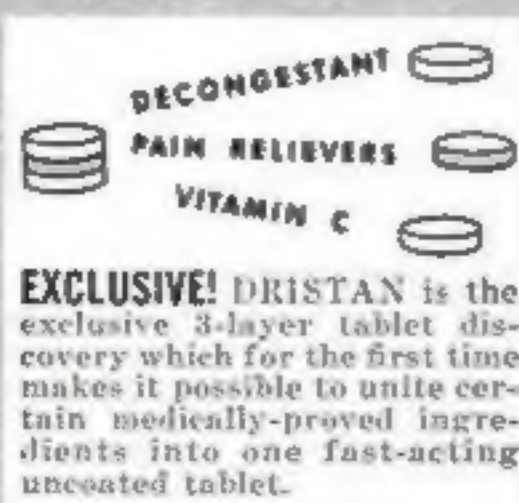 DECONGESTANT
PAIN RELIEVERS
VITAMIN C
EXCLUSIVE! DRISTAN is the
exclusive 3-layer tablet dis-
covery which for the first time
makes it possible to unite cer-
tain medically-proved ingre-
dients into one fast-acting
uncoated tablet.